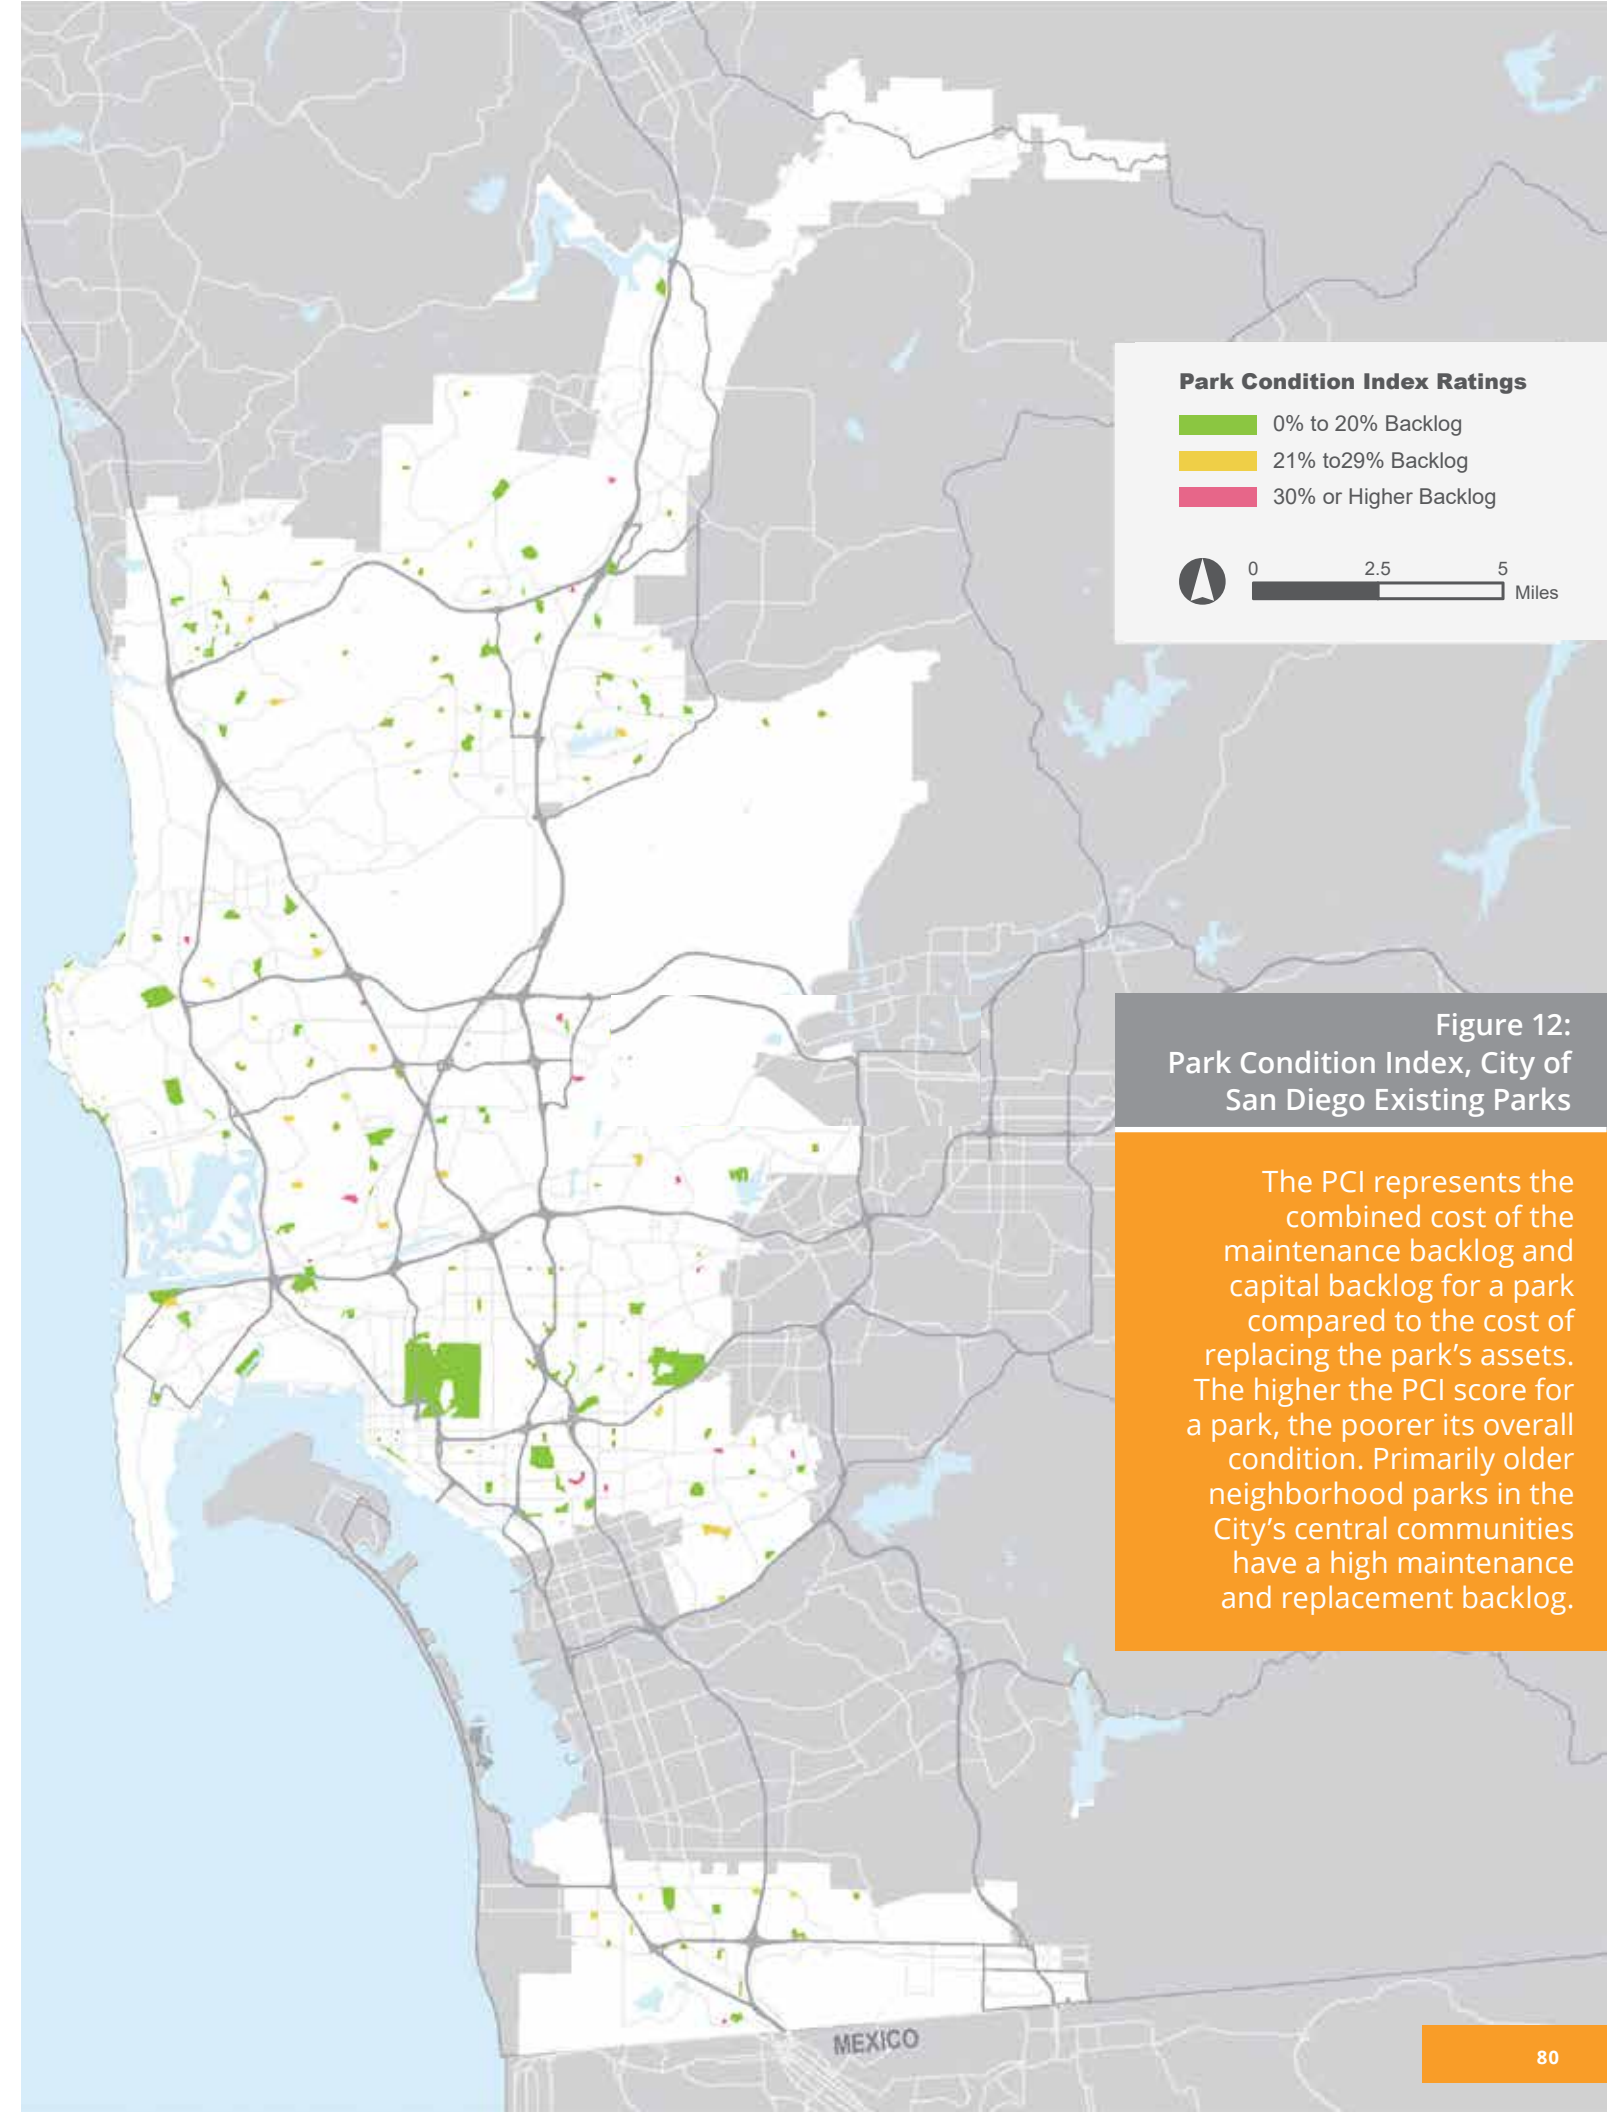 Park Condition Index Ratings
0% to 20% Backlog
21% to29% Backlog
30% or Higher Backlog
0 2.5 5
Miles
Figure 12:
Park Condition Index, City of
San Diego Existing Parks
The PCI represents the
combined cost of the
maintenance backlog and
capital backlog for a park
compared to the cost of
replacing the park's assets.
The higher the PCI score for
a park, the poorer its overall
condition. Primarily older
neighborhood parks in the
City's central communities
have a high maintenance
and replacement backlog.
MEXICO
80